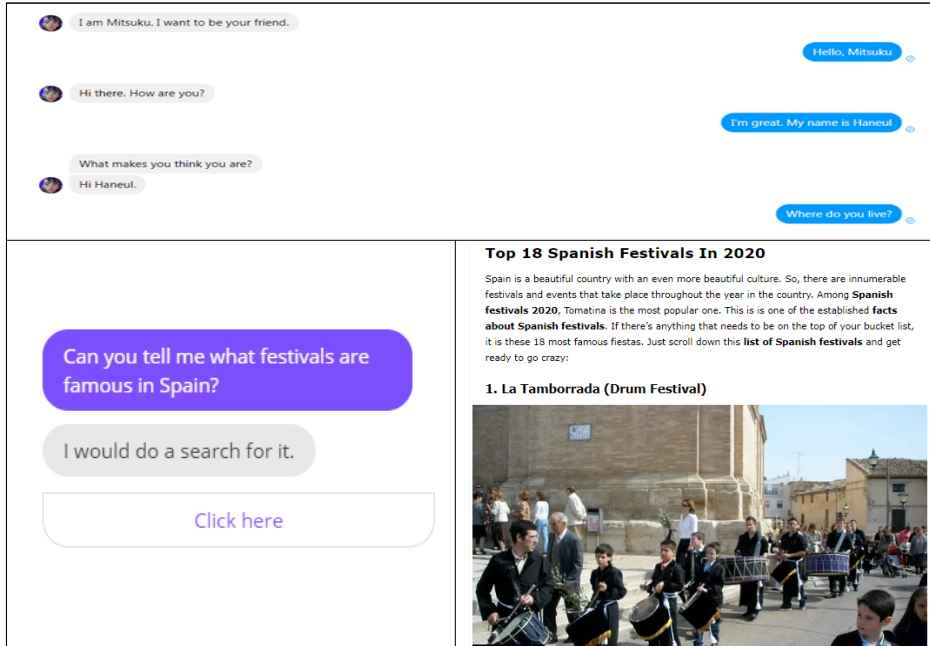 I am Mitsuku. I want to be your friend.
Hello, Mitsuku
Hi there. How are you?
I'm great. My name is Haneul
What makes you think you are?
Hi Haneul.
Where do you live?
Can you tell me what festivals are
famous in Spain?
I would do a search for it.
Click here
Top 18 Spanish Festivals In 2020
Spain is a beautiful country with an even more beautiful culture. So, there are innumerable
festivals and events that take place throughout the year in the country. Among Spanish
festivals 2020, Tomatina is the most popular one. This is is one of the established facts
about Spanish festivals. If there's anything that needs to be on the top of your bucket list,
it is these 18 most famous fiestas. Just scroll down this list of Spanish festivals and get
ready to go crazy:
1. La Tamborrada (Drum Festival)